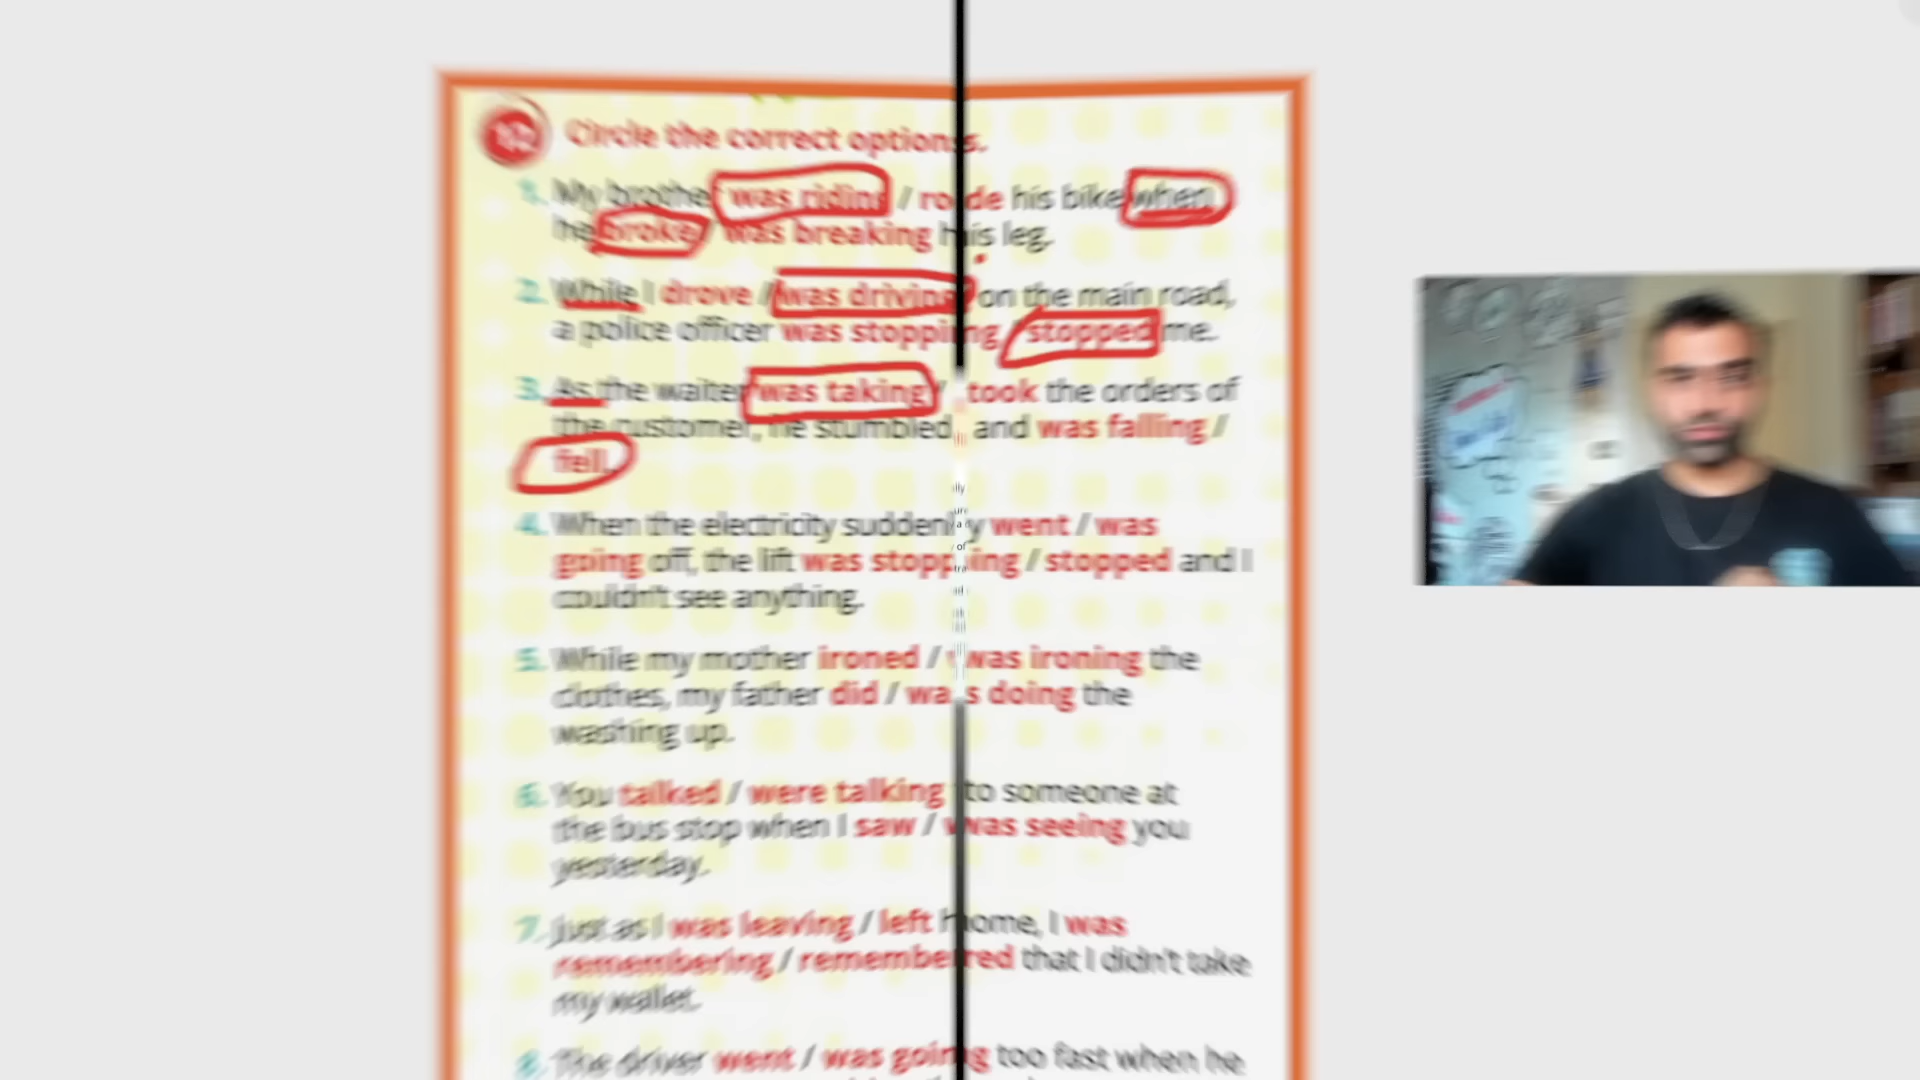 Circle the correct options.
1. My brother was riding / rode his bike when
he broke / was breaking his leg.
2. While I drove / was driving on the main road,
a police officer was stopping / stopped me.
3. As the waiter was taking / took the orders of
the customer, he stumbled and was falling /
fell.
4. When the electricity suddenly went / was
going off, the lift was stopping / stopped and I
couldn't see anything.
5. While my mother ironed / was ironing the
clothes, my father did / was doing the
washing up.
6. You talked / were talking to someone at
the bus stop when I saw / was seeing you
yesterday.
7. Just as I was leaving / left home, I was
remembering / remembered that I didn't take
my wallet.
8. The driver went / was going too fast when he